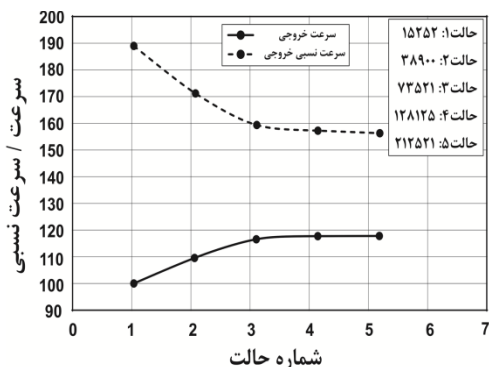 200
190
180
170
160
150
140
130
120
110
100
90
0 1 2 3 4 5 6 7
سرعت / سرعت نسبی
شماره حالت
سرعت خروجی
سرعت نسبی خروجی
حالت۱: ۱۵۲۵۲
حالت۲: ۳۸۹۰۰
حالت۳: ۷۳۵۲۱
حالت۴: ۱۲۸۱۲۵
حالت۵: ۲۱۲۵۲۱